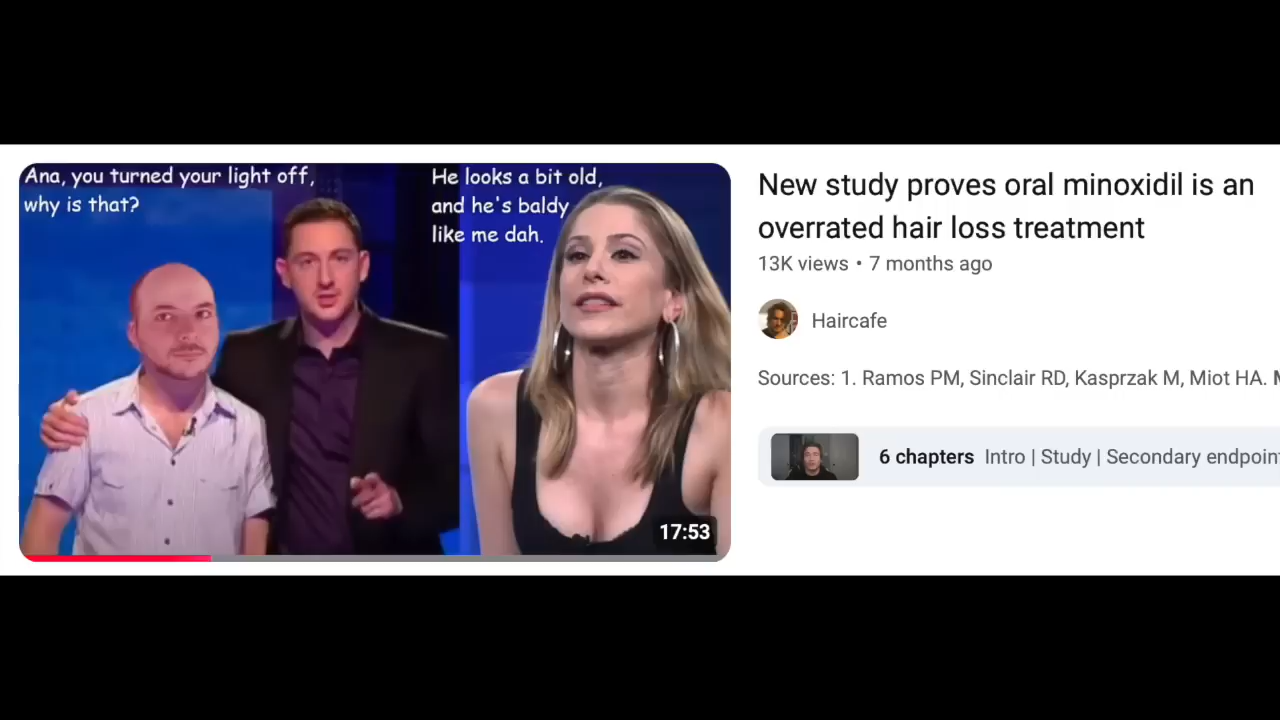 Ana, you turned your light off,
why is that?
He looks a bit old,
and he's baldy
like me dah.
17:53
New study proves oral minoxidil is an
overrated hair loss treatment
13K views • 7 months ago
Haircafe
Sources: 1. Ramos PM, Sinclair RD, Kasprzak M, Miot HA. M
6 chapters Intro | Study | Secondary endpoin